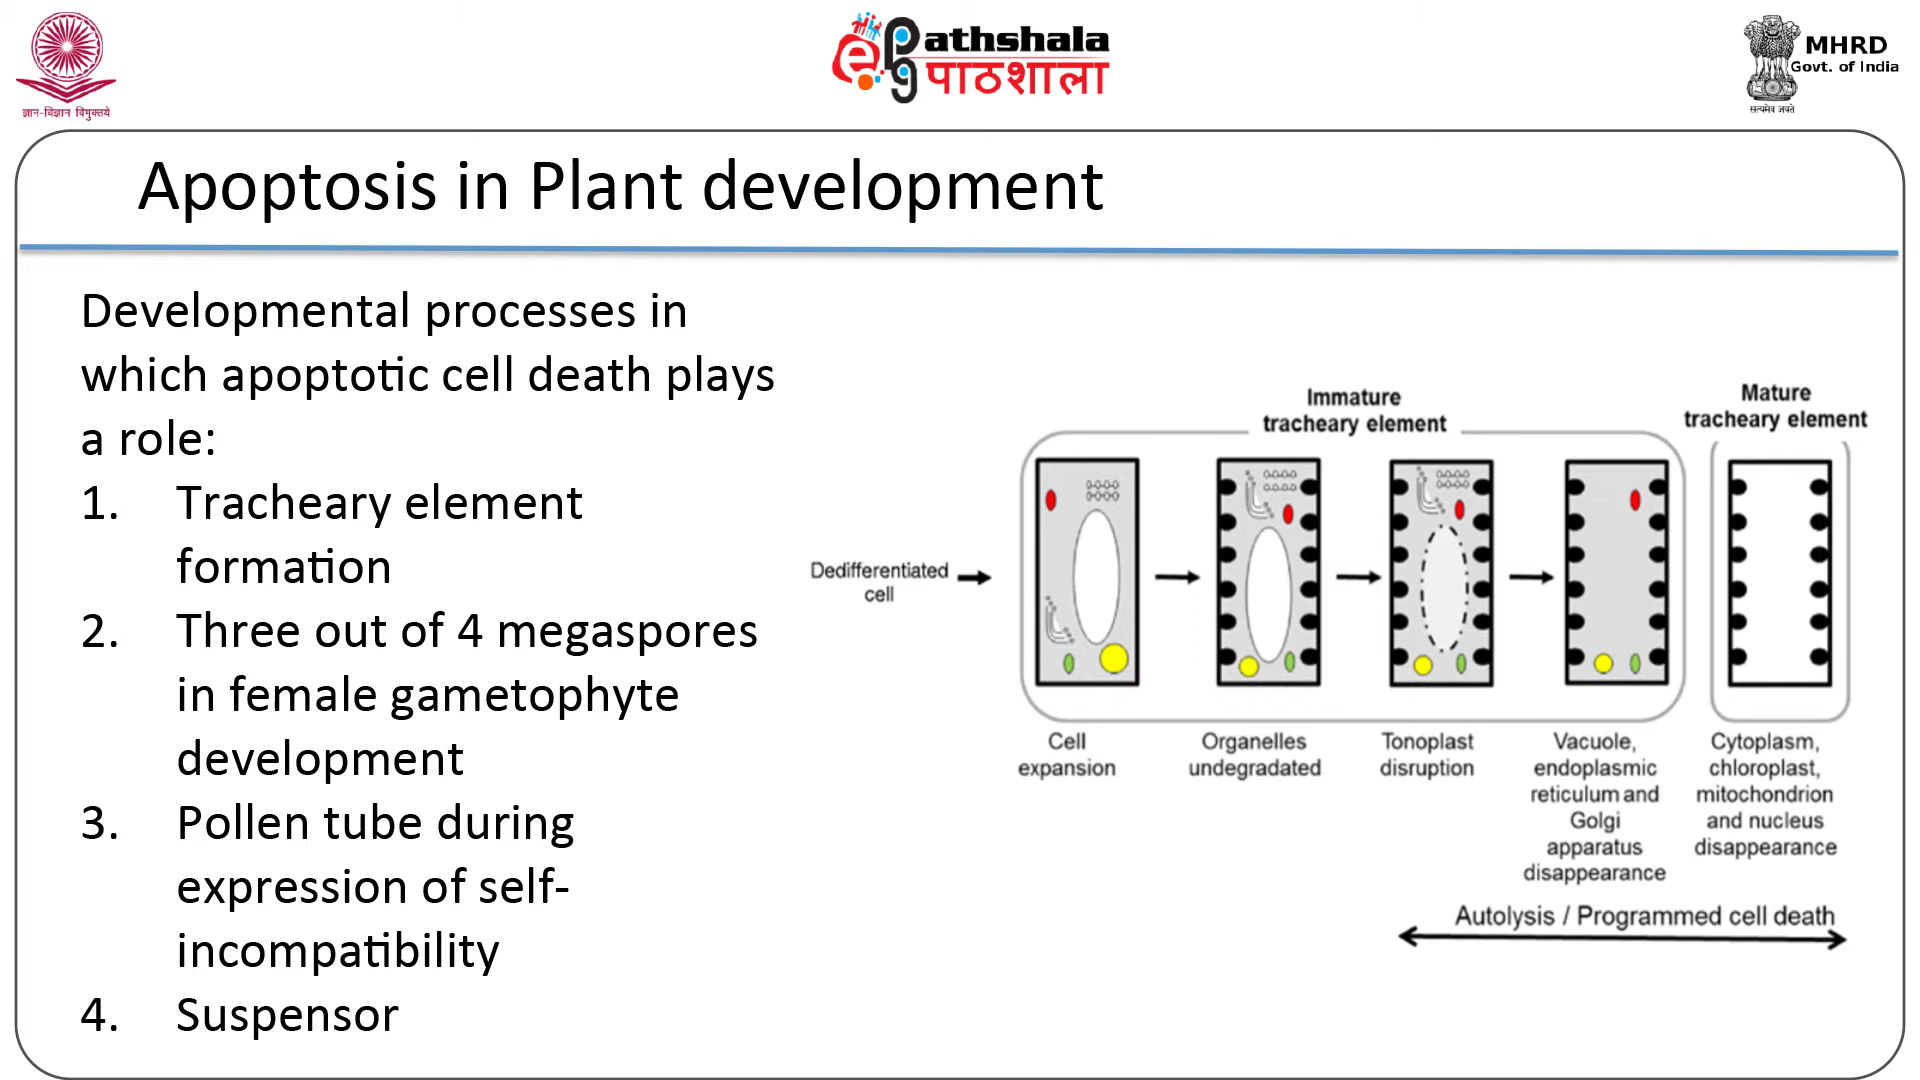 ज्ञान-विज्ञान विमुक्तये
ePg Pathshala
पाठशाला
MHRD
Govt. of India
सत्यमेव जयते
Apoptosis in Plant development
Developmental processes in
which apoptotic cell death plays
a role:
1. Tracheary element
formation
2. Three out of 4 megaspores
in female gametophyte
development
3. Pollen tube during
expression of self-
incompatibility
4. Suspensor
Immature
tracheary element
Mature
tracheary element
Dedifferentiated
cell
Cell
expansion
Organelles
undegradated
Tonoplast
disruption
Vacuole,
endoplasmic
reticulum and
Golgi
apparatus
disappearance
Cytoplasm,
chloroplast,
mitochondrion
and nucleus
disappearance
Autolysis / Programmed cell death